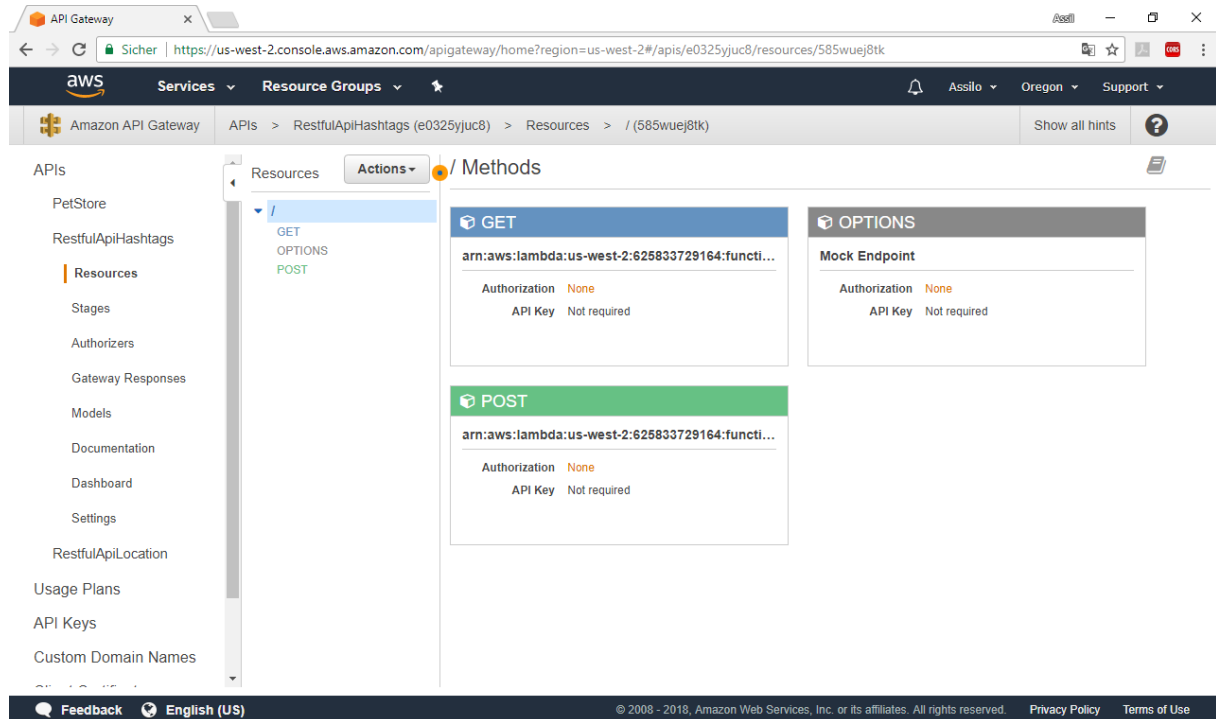 API Gateway
Assil
Sicher | https://us-west-2.console.aws.amazon.com/apigateway/home?region=us-west-2#/apis/e0325yjuc8/resources/585wuej8tk
CORS
aws Services Resource Groups Assilo Oregon Support
Amazon API Gateway APIs > RestfulApiHashtags (e0325yjuc8) > Resources > / (585wuej8tk) Show all hints ?
APIs
PetStore
RestfulApiHashtags
Resources
Stages
Authorizers
Gateway Responses
Models
Documentation
Dashboard
Settings
RestfulApiLocation
Usage Plans
API Keys
Custom Domain Names
Resources Actions
/
GET
OPTIONS
POST
/ Methods
GET
arn:aws:lambda:us-west-2:625833729164:functi...
Authorization None
API Key Not required
OPTIONS
Mock Endpoint
Authorization None
API Key Not required
POST
arn:aws:lambda:us-west-2:625833729164:functi...
Authorization None
API Key Not required
Feedback English (US) © 2008 - 2018, Amazon Web Services, Inc. or its affiliates. All rights reserved. Privacy Policy Terms of Use